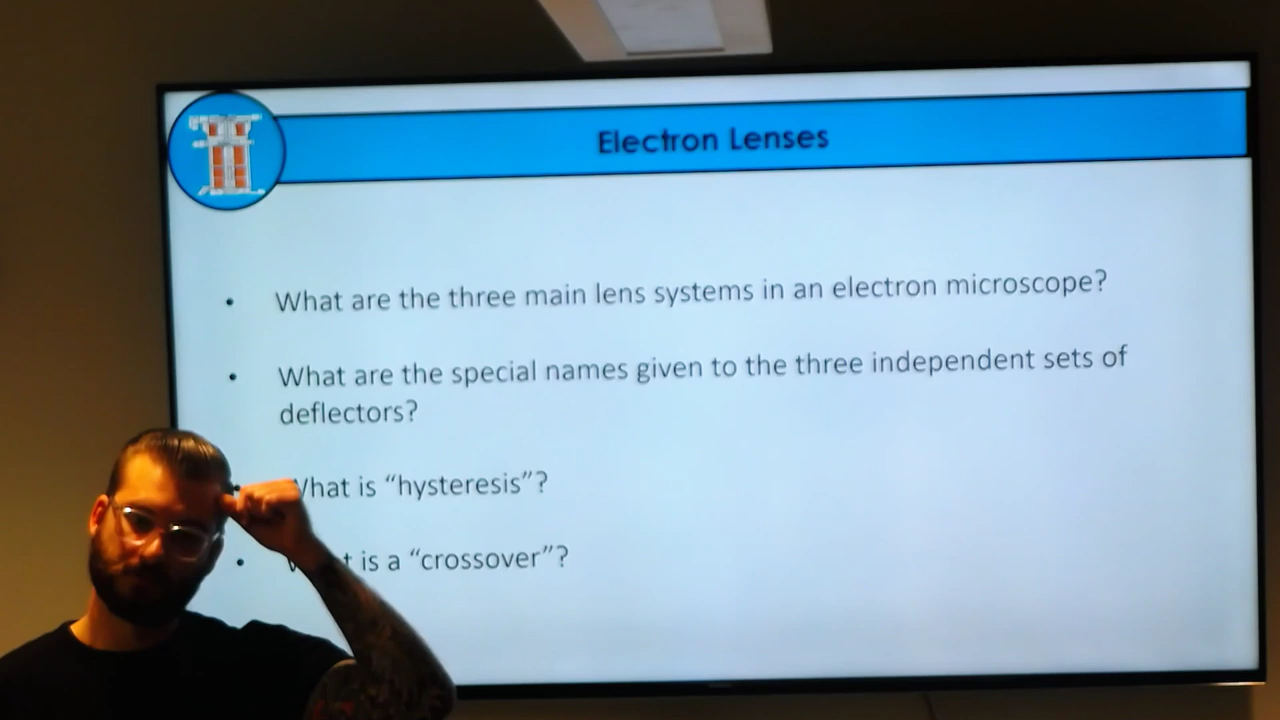 Electron Lenses
• What are the three main lens systems in an electron microscope?
• What are the special names given to the three independent sets of
deflectors?
• What is “hysteresis”?
• is a “crossover”?